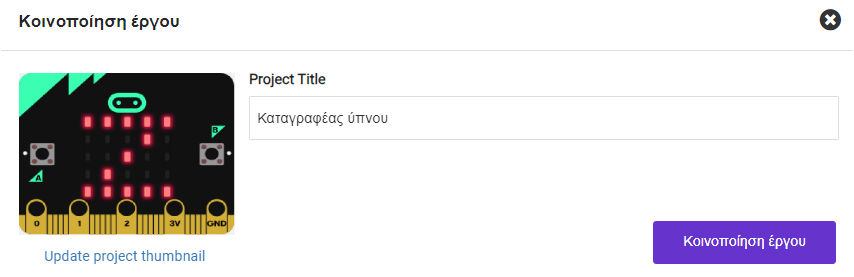 Κοινοποίηση έργου
Project Title
Καταγραφέας ύπνου
B
A
0 1 2 3V GND
Update project thumbnail
Κοινοποίηση έργου